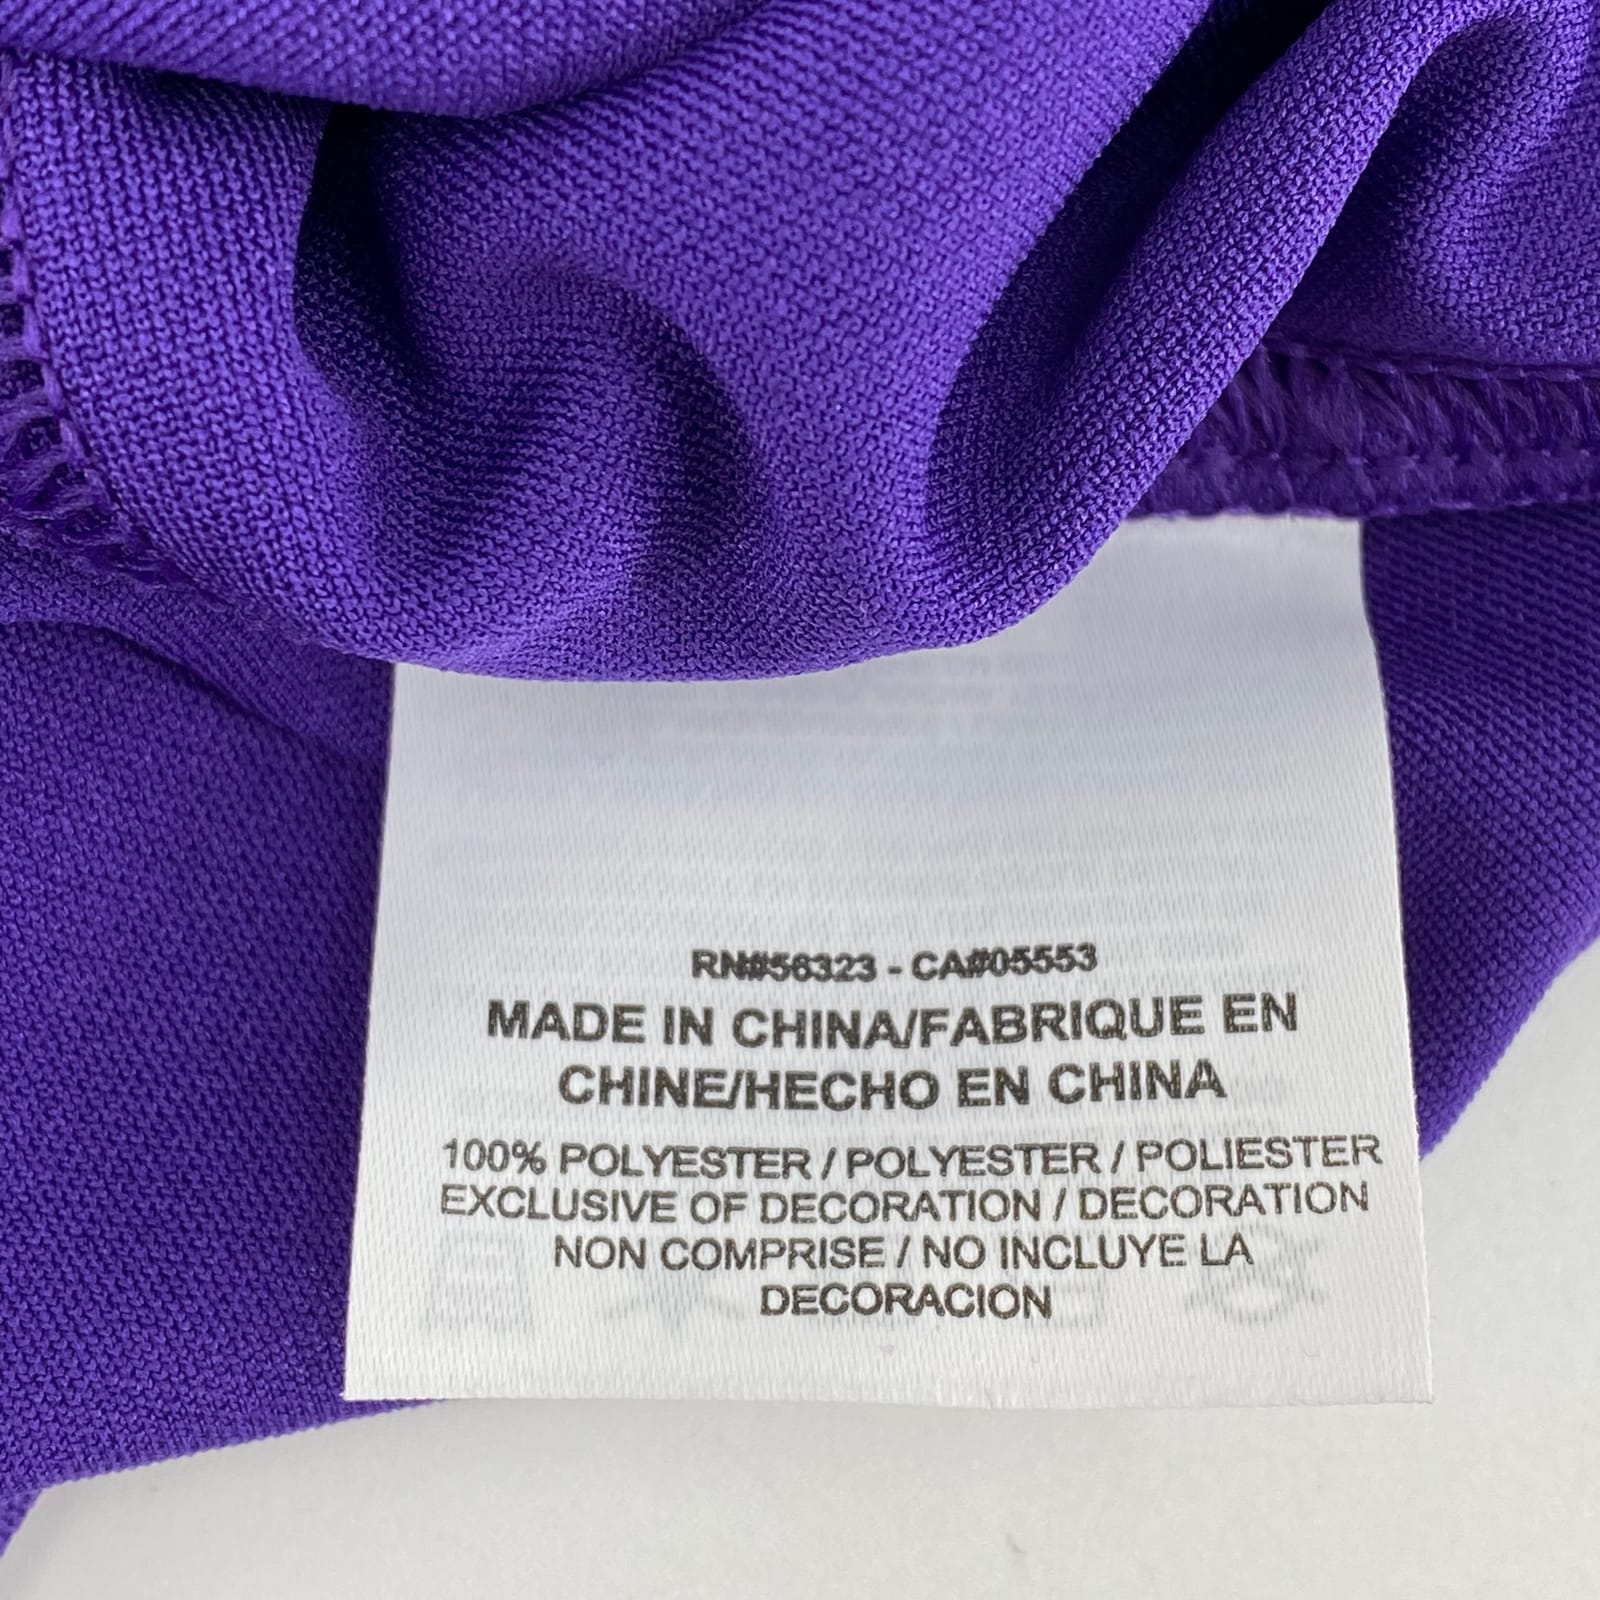 RN#56323 - CA#05553
MADE IN CHINA/FABRIQUE EN
CHINE/HECHO EN CHINA
100% POLYESTER / POLYESTER / POLIESTER
EXCLUSIVE OF DECORATION / DECORATION
NON COMPRISE / NO INCLUYE LA
DECORACION